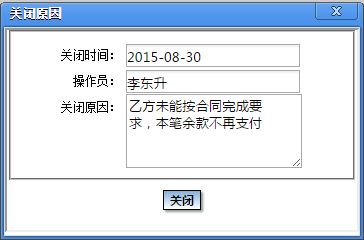 关闭原因
关闭时间： 2015-08-30
操作员： 李东升
关闭原因： 乙方未能按合同完成要
求，本笔余款不再支付
关闭